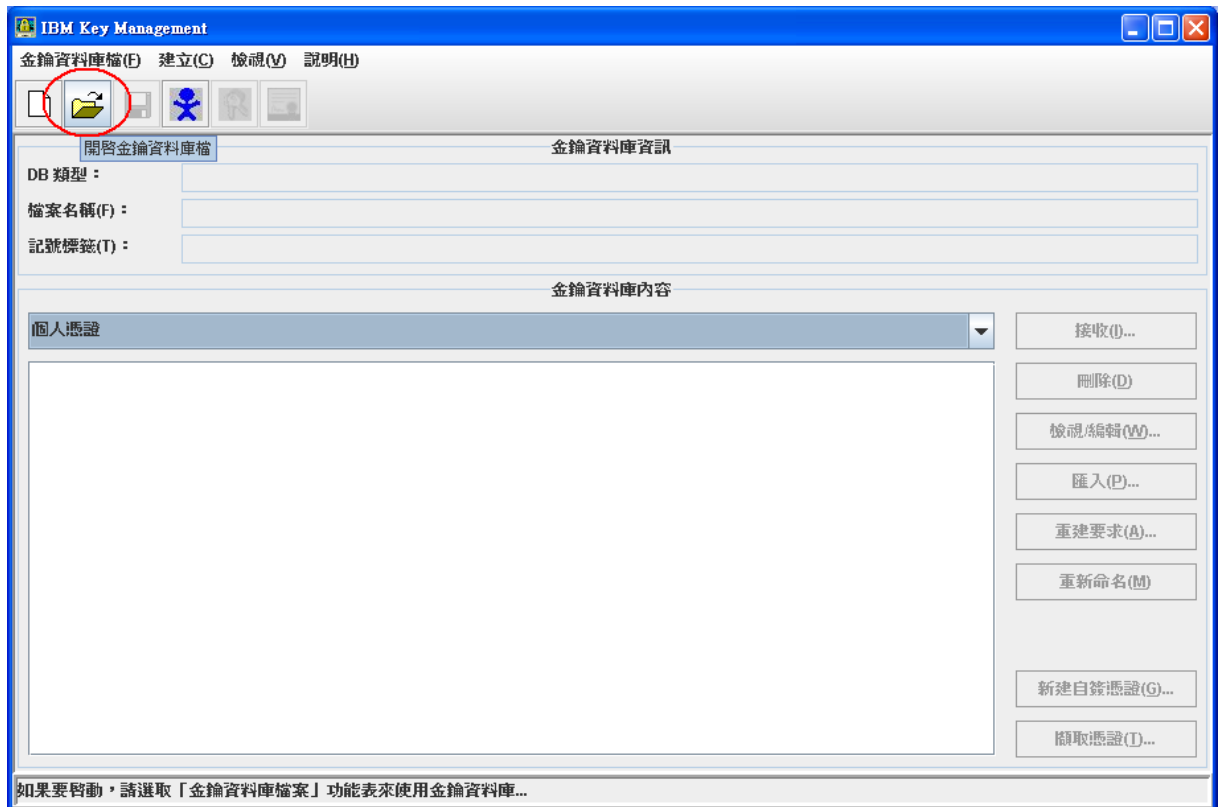 IBM Key Management
金鑰資料庫檔(F) 建立(C) 檢視(V) 說明(H)
開啓金鑰資料庫檔
金鑰資料庫資訊
DB 類型：
檔案名稱(F)：
記號標籤(T)：
金鑰資料庫內容
個人憑證
接收(I)...
刪除(D)
檢視/編輯(W)...
匯入(P)...
重建要求(A)...
重新命名(M)
新建自簽憑證(G)...
擷取憑證(T)...
如果要啓動，請選取「金鑰資料庫檔案」功能表來使用金鑰資料庫...